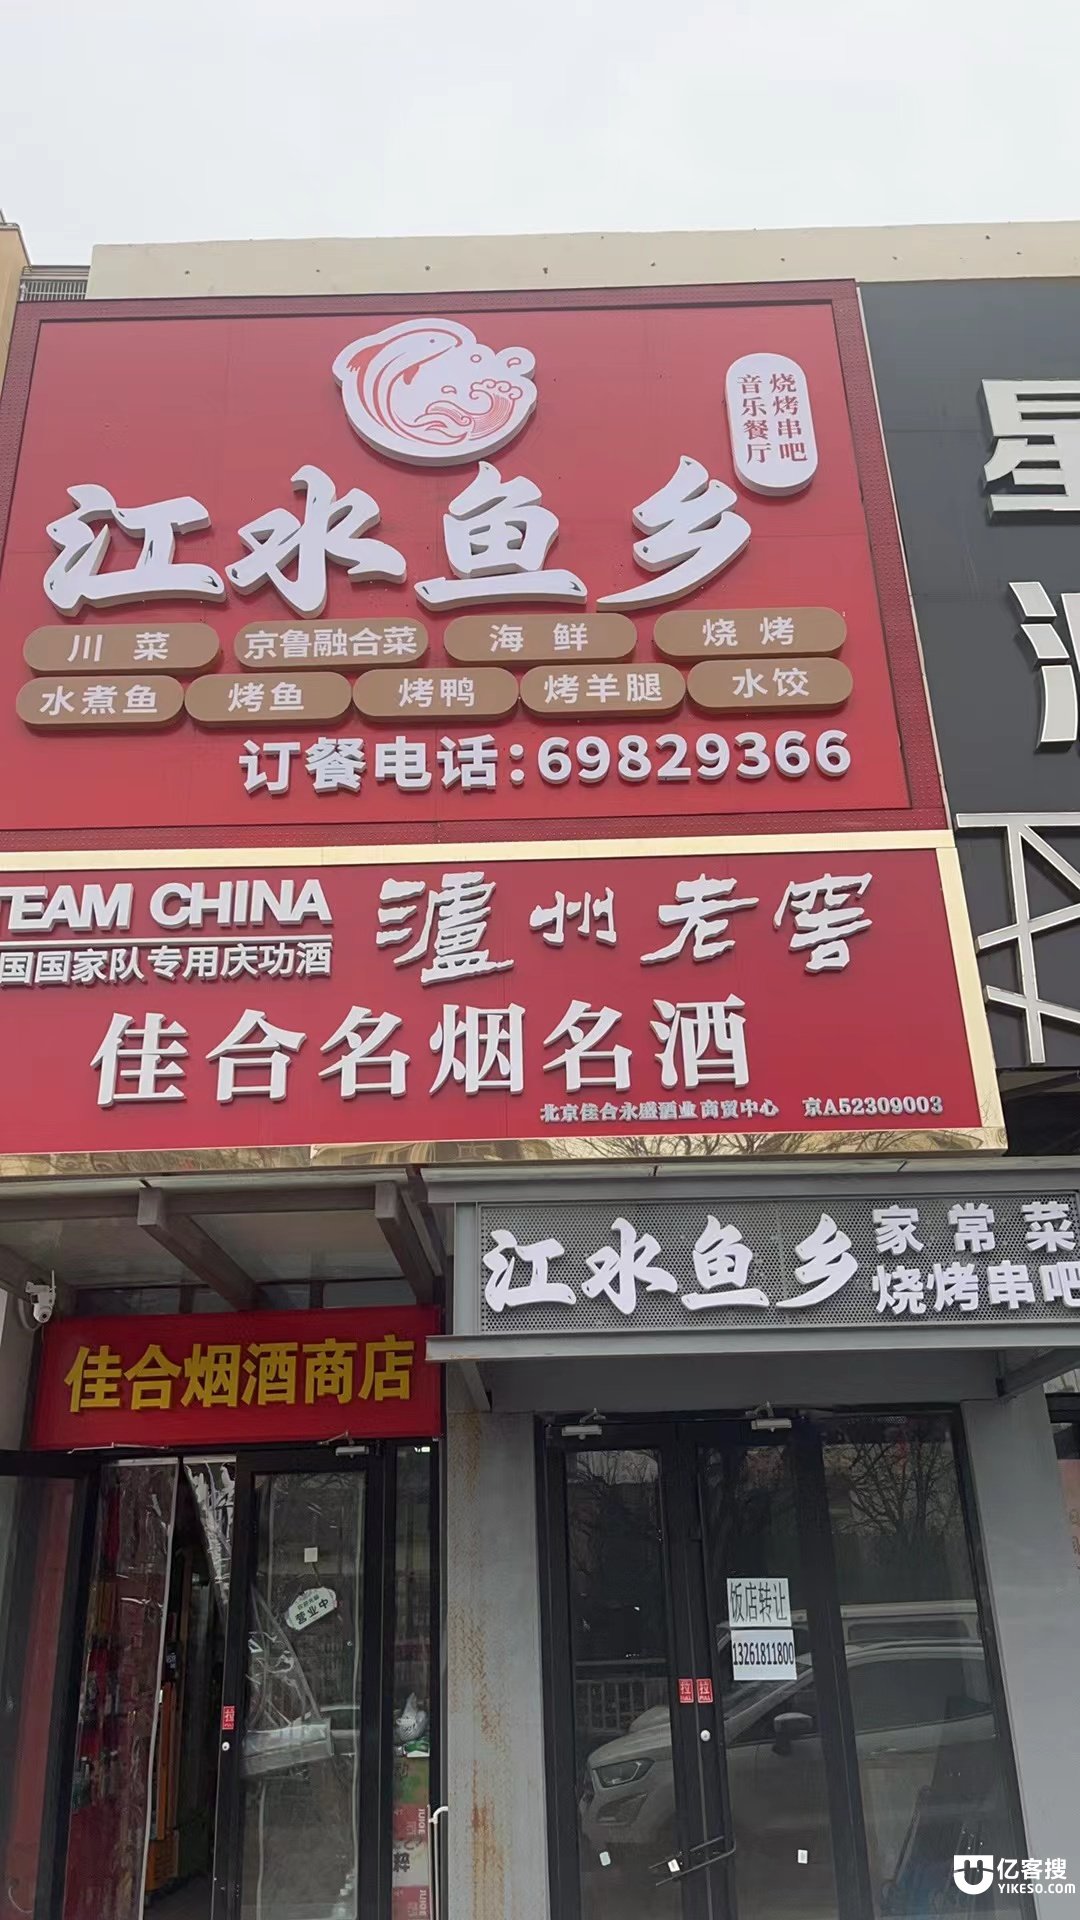 烧烤串吧
音乐餐厅
江水鱼乡
川菜 京鲁融合菜 海鲜 烧烤
水煮鱼 烤鱼 烤鸭 烤羊腿 水饺
订餐电话:69829366
星
TEAM CHINA 泸州老窖
国国家队专用庆功酒
佳合名烟名酒
北京佳合永盛酒业商贸中心 京A52309003
江水鱼乡 家常菜
烧烤串吧
佳合烟酒商店
营业中
饭店转让
13261811800
拉 拉 拉
PULL
亿客搜
YIKESO.COM